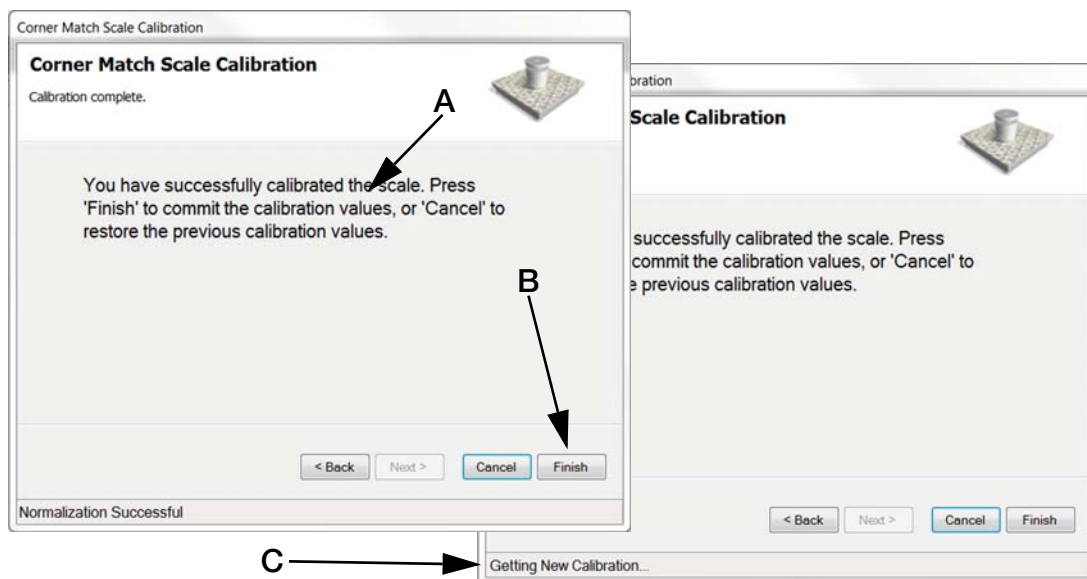 Corner Match Scale Calibration
Corner Match Scale Calibration
Calibration complete.
A
You have successfully calibrated the scale. Press
'Finish' to commit the calibration values, or 'Cancel' to
restore the previous calibration values.
B
< Back Next > Cancel Finish
Normalization Successful
bration
Scale Calibration
successfully calibrated the scale. Press
commit the calibration values, or 'Cancel' to
e previous calibration values.
< Back Next > Cancel Finish
C
Getting New Calibration...